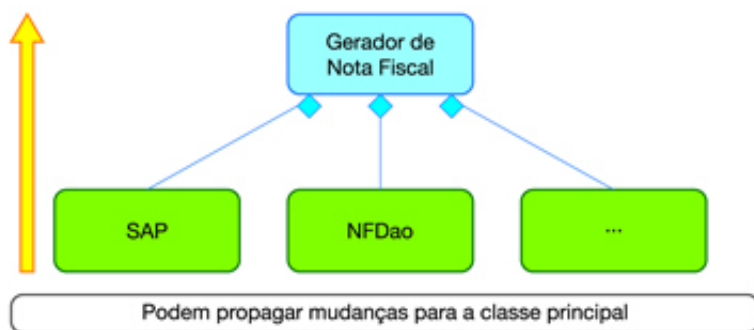 Gerador de
Nota Fiscal
SAP
NFDao
...
Podem propagar mudanças para a classe principal